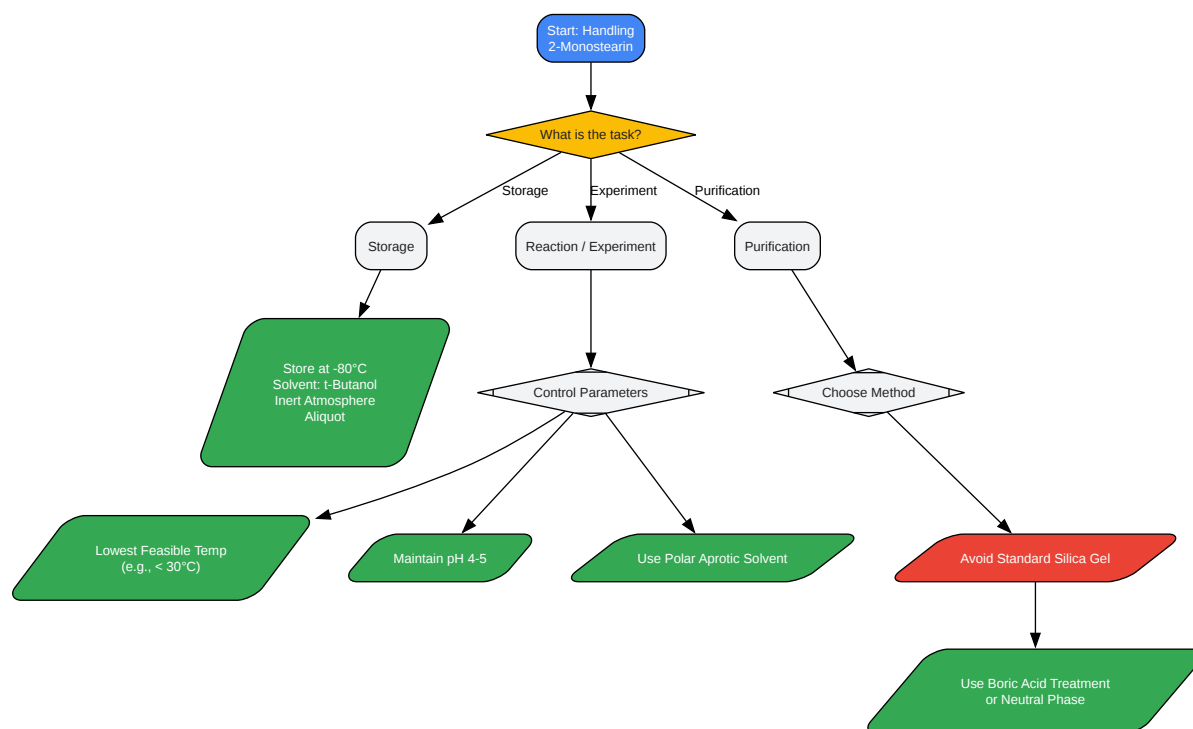 Start: Handling
2-Monostearin
What is the task?
Storage
Experiment
Purification
Storage
Reaction / Experiment
Purification
Store at -80°C
Solvent: t-Butanol
Inert Atmosphere
Aliquot
Control Parameters
Choose Method
Lowest Feasible Temp
(e.g., < 30°C)
Maintain pH 4-5
Use Polar Aprotic Solvent
Avoid Standard Silica Gel
Use Boric Acid Treatment
or Neutral Phase